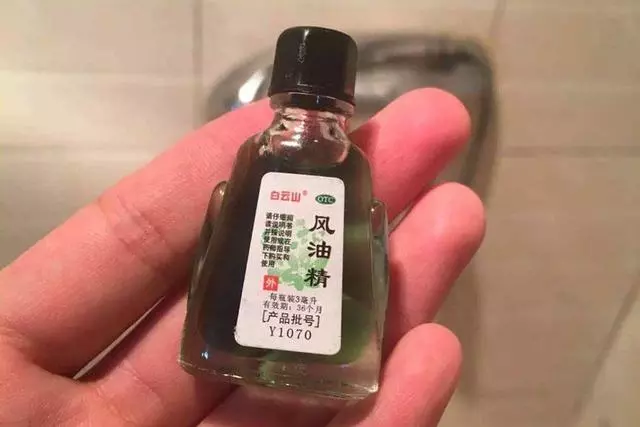 白云山®
OTC
风油精
请仔细阅
读说明书
并按说明
使用或在
药师指导
下购买和
使用
外
每瓶装3毫升
有效期：36个月
[产品批号]
Y1070